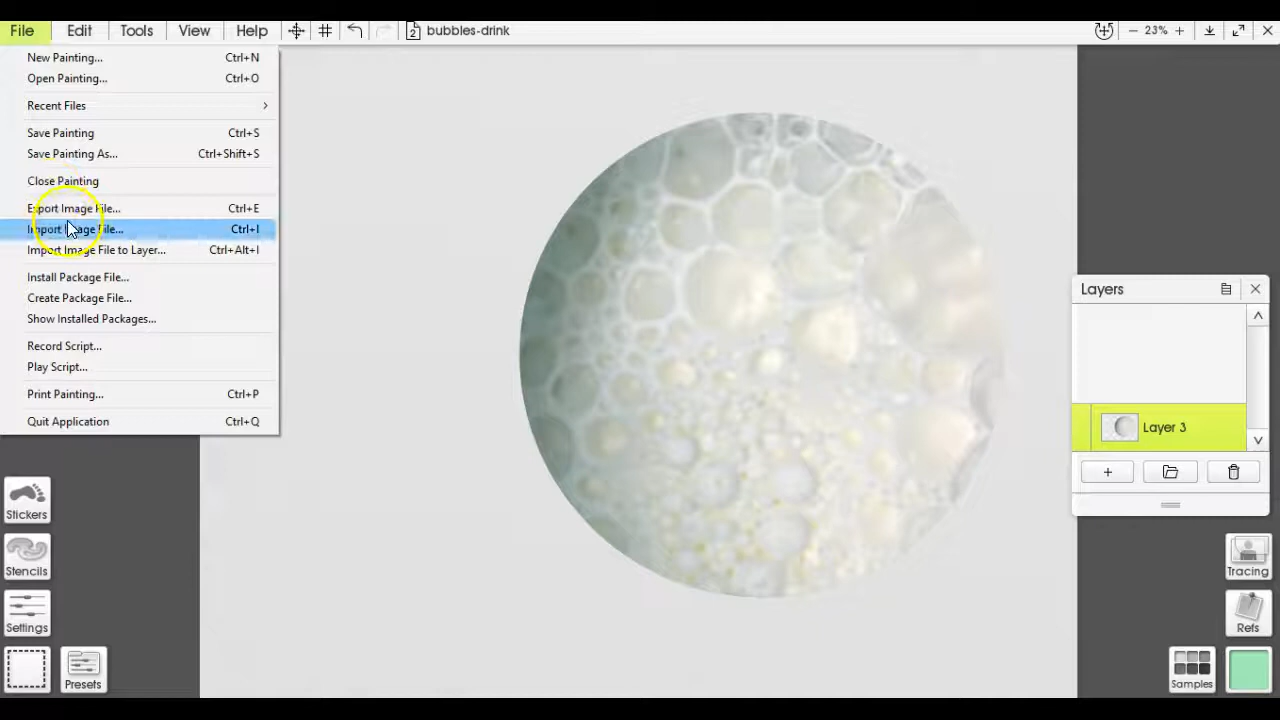 File Edit Tools View Help 2 bubbles-drink − 23% +
New Painting... Ctrl+N
Open Painting... Ctrl+O
Recent Files
Save Painting Ctrl+S
Save Painting As... Ctrl+Shift+S
Close Painting
Export Image File... Ctrl+E
Import Image File... Ctrl+I
Import Image File to Layer... Ctrl+Alt+I
Install Package File...
Create Package File...
Show Installed Packages...
Record Script...
Play Script...
Print Painting... Ctrl+P
Quit Application Ctrl+Q
Layers
Layer 3
Stickers
Stencils
Settings
Presets
Tracing
Refs
Samples